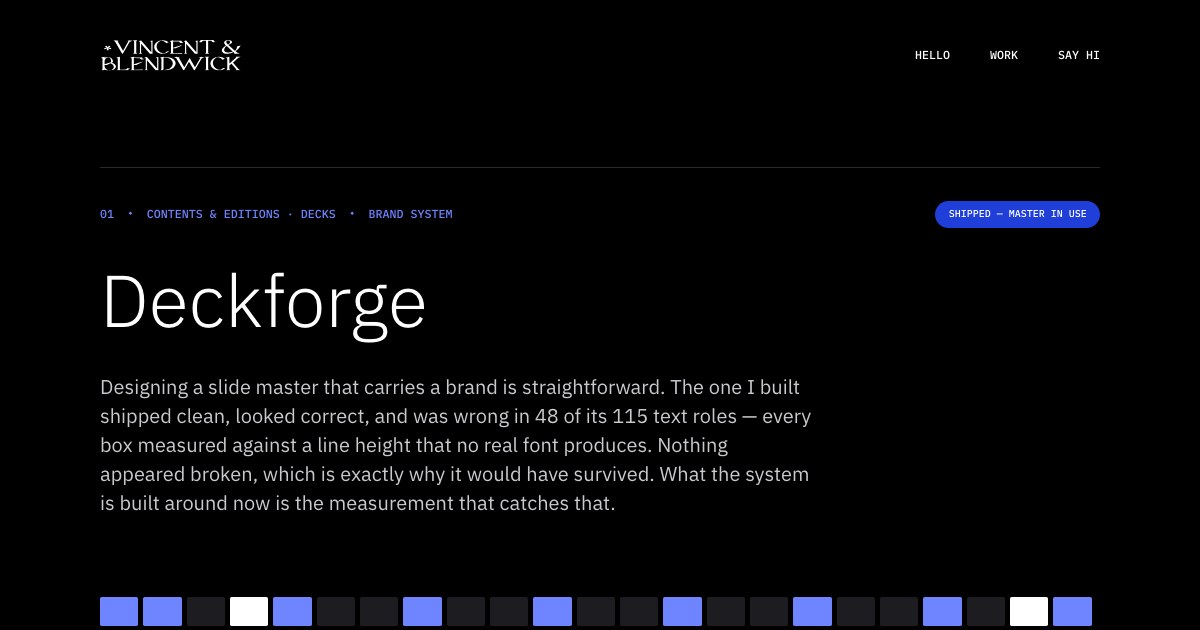 *VINCENT &
BLENDWICK
HELLO WORK SAY HI
01 • CONTENTS & EDITIONS · DECKS • BRAND SYSTEM
SHIPPED — MASTER IN USE
Deckforge
Designing a slide master that carries a brand is straightforward. The one I built
shipped clean, looked correct, and was wrong in 48 of its 115 text roles — every
box measured against a line height that no real font produces. Nothing
appeared broken, which is exactly why it would have survived. What the system
is built around now is the measurement that catches that.